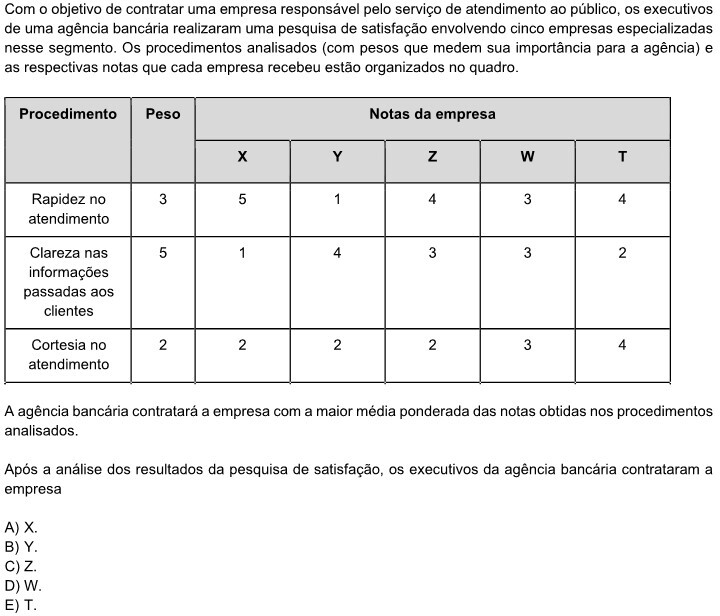 Com o objetivo de contratar uma empresa responsável pelo serviço de atendimento ao público, os executivos
de uma agência bancária realizaram uma pesquisa de satisfação envolvendo cinco empresas especializadas
nesse segmento. Os procedimentos analisados (com pesos que medem sua importância para a agência) e
as respectivas notas que cada empresa recebeu estão organizados no quadro.
Procedimento Peso Notas da empresa
X Y Z W T
Rapidez no 3 5 1 4 3 4
atendimento
Clareza nas 5 1 4 3 3 2
informações
passadas aos
clientes
Cortesia no 2 2 2 2 3 4
atendimento
A agência bancária contratará a empresa com a maior média ponderada das notas obtidas nos procedimentos
analisados.
Após a análise dos resultados da pesquisa de satisfação, os executivos da agência bancária contrataram a
empresa
A) X.
B) Y.
C) Z.
D) W.
E) T.